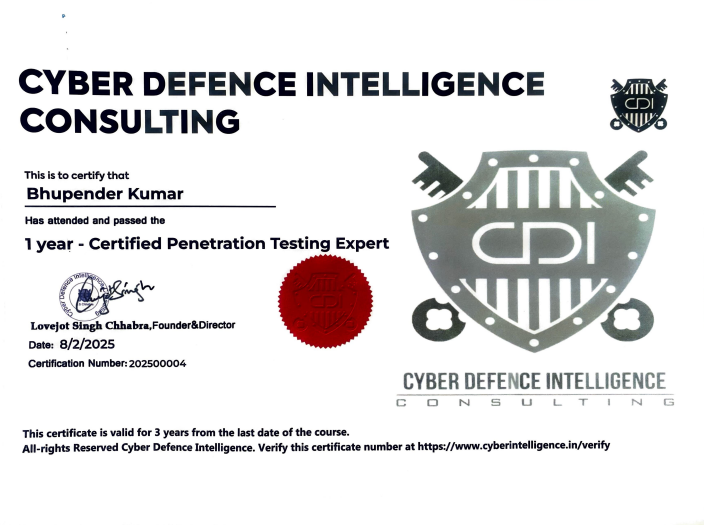 CYBER DEFENCE INTELLIGENCE
CONSULTING
CDI
This is to certify that
Bhupender Kumar
Has attended and passed the
1 year - Certified Penetration Testing Expert
CDI
CDI
Cyber Defence Intelligence
Lovejot Singh Chhabra,Founder&Director
Date: 8/2/2025
Certification Number: 202500004
CYBER DEFENCE INTELLIGENCE
CONSULTING
This certificate is valid for 3 years from the last date of the course.
All-rights Reserved Cyber Defence Intelligence. Verify this certificate number at https://www.cyberintelligence.in/verify